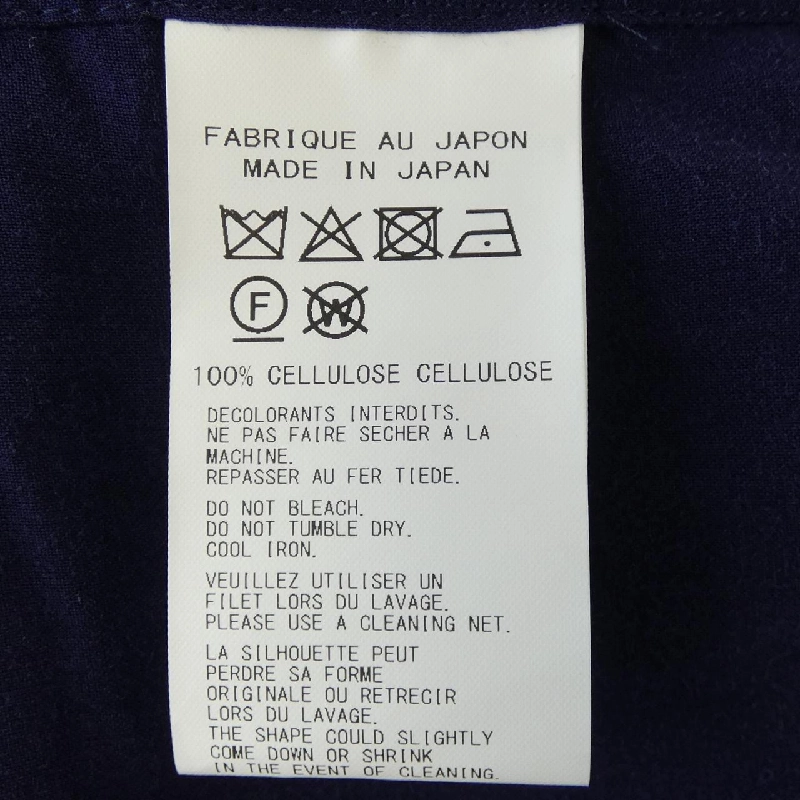 FABRIQUE AU JAPON
MADE IN JAPAN
F
W
100% CELLULOSE CELLULOSE
DECOLORANTS INTERDITS.
NE PAS FAIRE SECHER A LA
MACHINE.
REPASSER AU FER TIEDE.
DO NOT BLEACH.
DO NOT TUMBLE DRY.
COOL IRON.
VEUILLEZ UTILISER UN
FILET LORS DU LAVAGE.
PLEASE USE A CLEANING NET.
LA SILHOUETTE PEUT
PERDRE SA FORME
ORIGINALE OU RETRECIR
LORS DU LAVAGE.
THE SHAPE COULD SLIGHTLY
COME DOWN OR SHRINK
IN THE EVENT OF CLEANING.